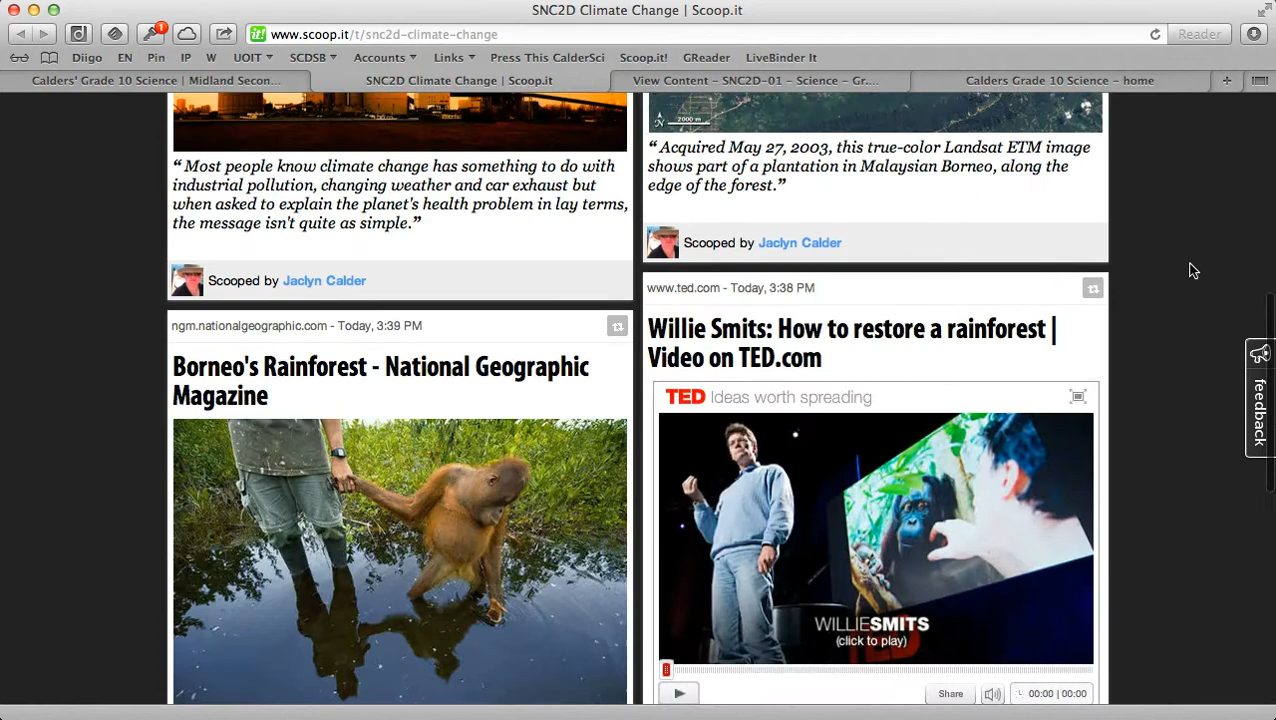 SNC2D Climate Change | Scoop.it
it! www.scoop.it/t/snc2d-climate-change Reader
1
Diigo EN Pin IP W UOIT SCDSB Accounts Links Press This CalderSci Scoop.it! GReader LiveBinder It
Calders' Grade 10 Science | Midland Secon... SNC2D Climate Change | Scoop.it View Content – SNC2D-01 – Science – Gr.... Calders Grade 10 Science - home
“ Most people know climate change has something to do with
industrial pollution, changing weather and car exhaust but
when asked to explain the planet's health problem in lay terms,
the message isn't quite as simple.”
Scooped by Jaclyn Calder
ngm.nationalgeographic.com - Today, 3:39 PM
Borneo's Rainforest - National Geographic
Magazine
N 2000 m
“ Acquired May 27, 2003, this true-color Landsat ETM image
shows part of a plantation in Malaysian Borneo, along the
edge of the forest.”
Scooped by Jaclyn Calder
www.ted.com - Today, 3:38 PM
Willie Smits: How to restore a rainforest |
Video on TED.com
TED Ideas worth spreading
WILLIESMITS
(click to play)
Share 00:00 | 00:00
feedback